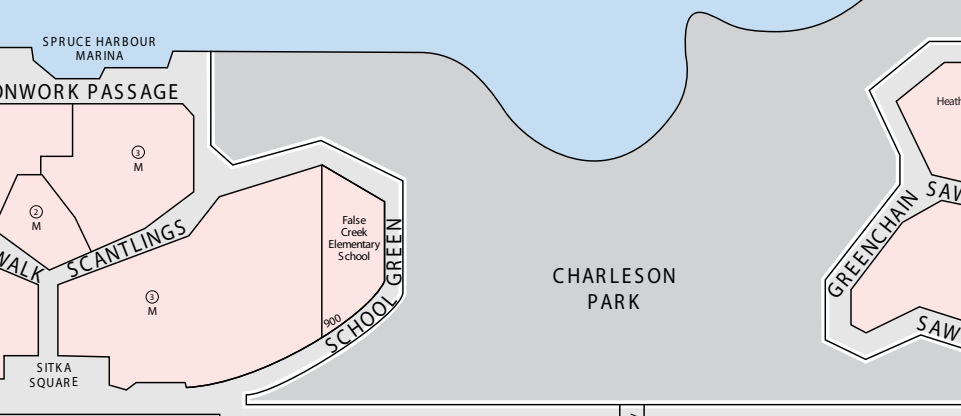 SPRUCE HARBOUR
MARINA
ONWORK PASSAGE
3
M
2
M
WALK
SCANTLINGS
3
M
SITKA
SQUARE
False
Creek
Elementary
School
900
SCHOOL GREEN
CHARLESON
PARK
Heath
SAW
GREENCHAIN
SAW